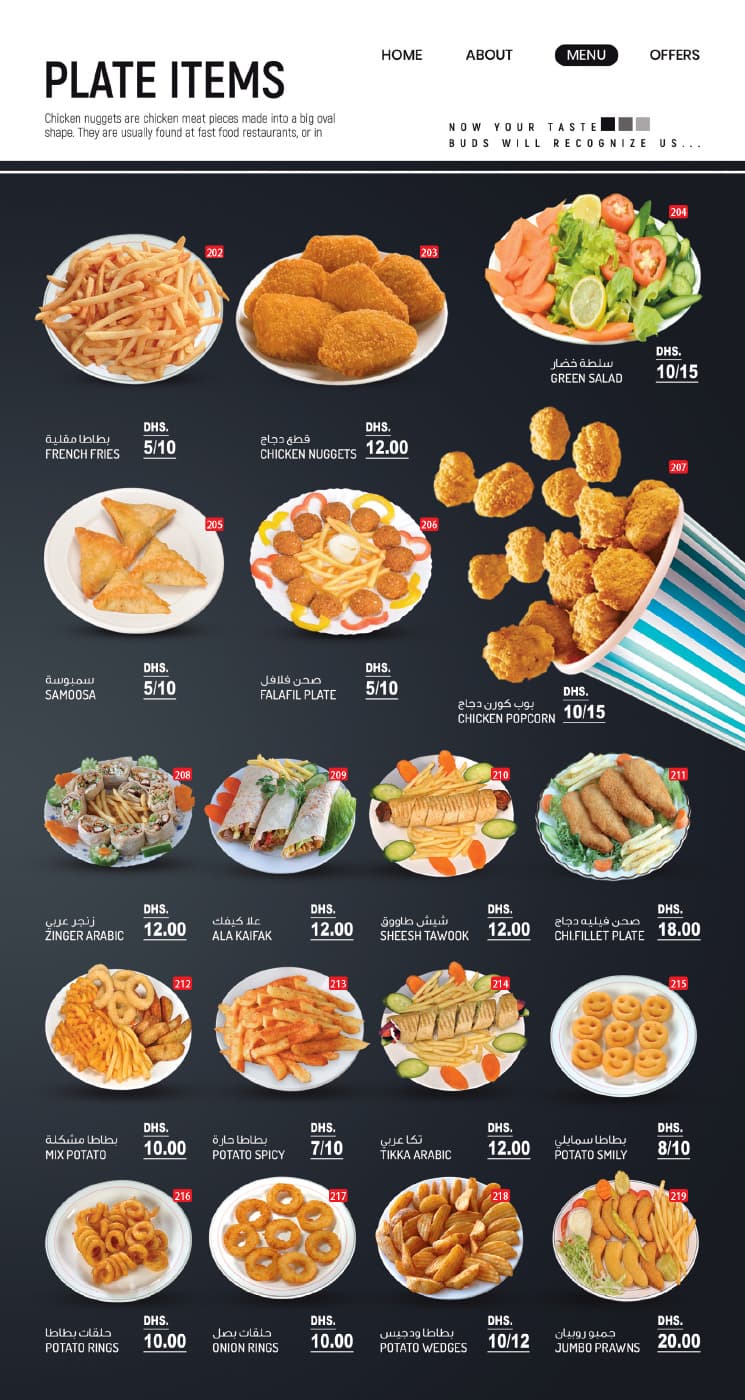 HOME ABOUT MENU OFFERS
PLATE ITEMS
Chicken nuggets are chicken meat pieces made into a big oval
shape. They are usually found at fast food restaurants, or in
NOW YOUR TASTE
BUDS WILL RECOGNIZE US...
202
203
204
سلطة خضار
GREEN SALAD
DHS.
10/15
بطاطا مقلية
FRENCH FRIES
DHS.
5/10
قطع دجاج
CHICKEN NUGGETS
DHS.
12.00
205
206
207
سمبوسة
SAMOOSA
DHS.
5/10
صحن فلافل
FALAFIL PLATE
DHS.
5/10
بوب كورن دجاج
CHICKEN POPCORN
DHS.
10/15
208
209
210
211
زنجر عربي
ZINGER ARABIC
DHS.
12.00
علا كيفك
ALA KAIFAK
DHS.
12.00
شيش طاووق
SHEESH TAWOOK
DHS.
12.00
صحن فيليه دجاج
CHI.FILLET PLATE
DHS.
18.00
212
213
214
215
بطاطا مشكلة
MIX POTATO
DHS.
10.00
بطاطا حارة
POTATO SPICY
DHS.
7/10
تكا عربي
TIKKA ARABIC
DHS.
12.00
بطاطا سمايلي
POTATO SMILY
DHS.
8/10
216
217
218
219
حلقات بطاطا
POTATO RINGS
DHS.
10.00
حلقات بصل
ONION RINGS
DHS.
10.00
بطاطا ودجيس
POTATO WEDGES
DHS.
10/12
جمبو روبيان
JUMBO PRAWNS
DHS.
20.00